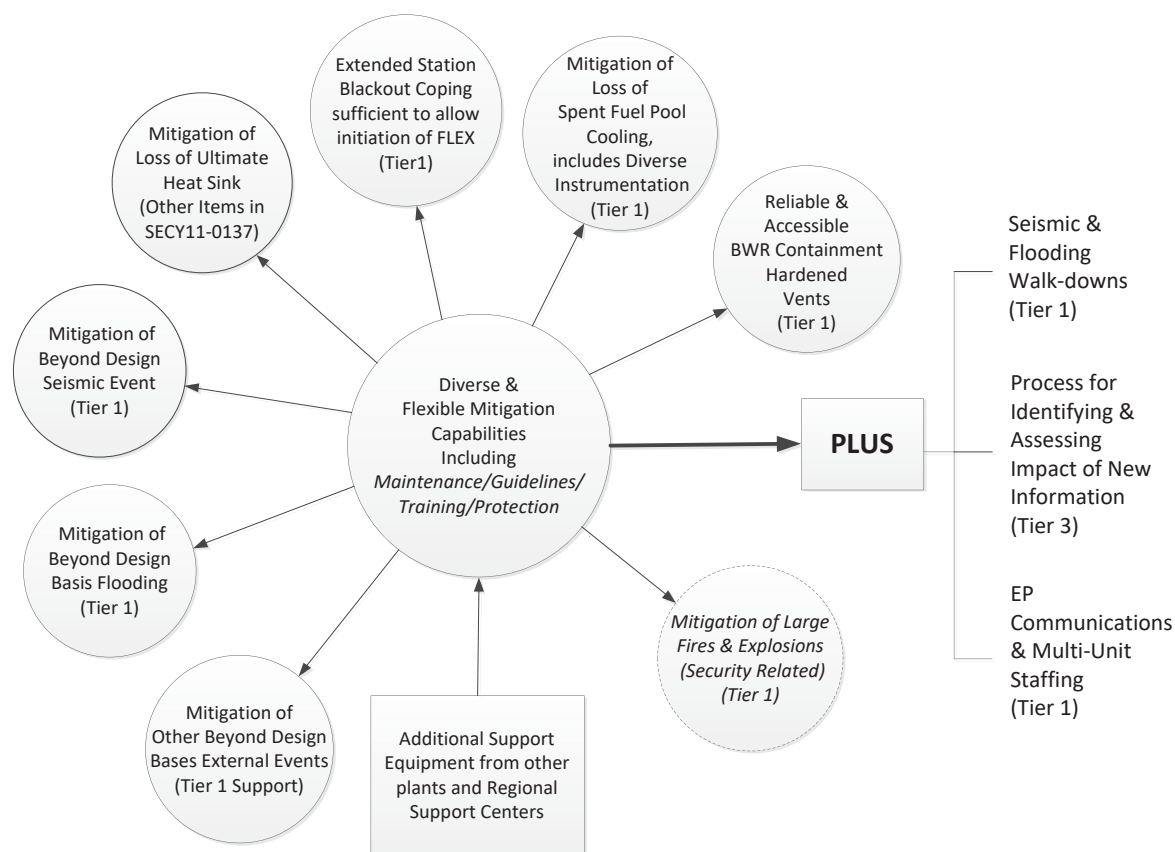 Extended Station
Blackout Coping
sufficient to allow
initiation of FLEX
(Tier1)
Mitigation of
Loss of
Spent Fuel Pool
Cooling,
includes Diverse
Instrumentation
(Tier 1)
Mitigation of
Loss of Ultimate
Heat Sink
(Other Items in
SECY11-0137)
Reliable &
Accessible
BWR Containment
Hardened
Vents
(Tier 1)
Mitigation of
Beyond Design
Seismic Event
(Tier 1)
Diverse &
Flexible Mitigation
Capabilities
Including
Maintenance/Guidelines/
Training/Protection
PLUS
Seismic &
Flooding
Walk-downs
(Tier 1)
Process for
Identifying &
Assessing
Impact of New
Information
(Tier 3)
EP
Communications
& Multi-Unit
Staffing
(Tier 1)
Mitigation of
Beyond Design
Basis Flooding
(Tier 1)
Mitigation of Large
Fires & Explosions
(Security Related)
(Tier 1)
Mitigation of
Other Beyond Design
Bases External Events
(Tier 1 Support)
Additional Support
Equipment from other
plants and Regional
Support Centers